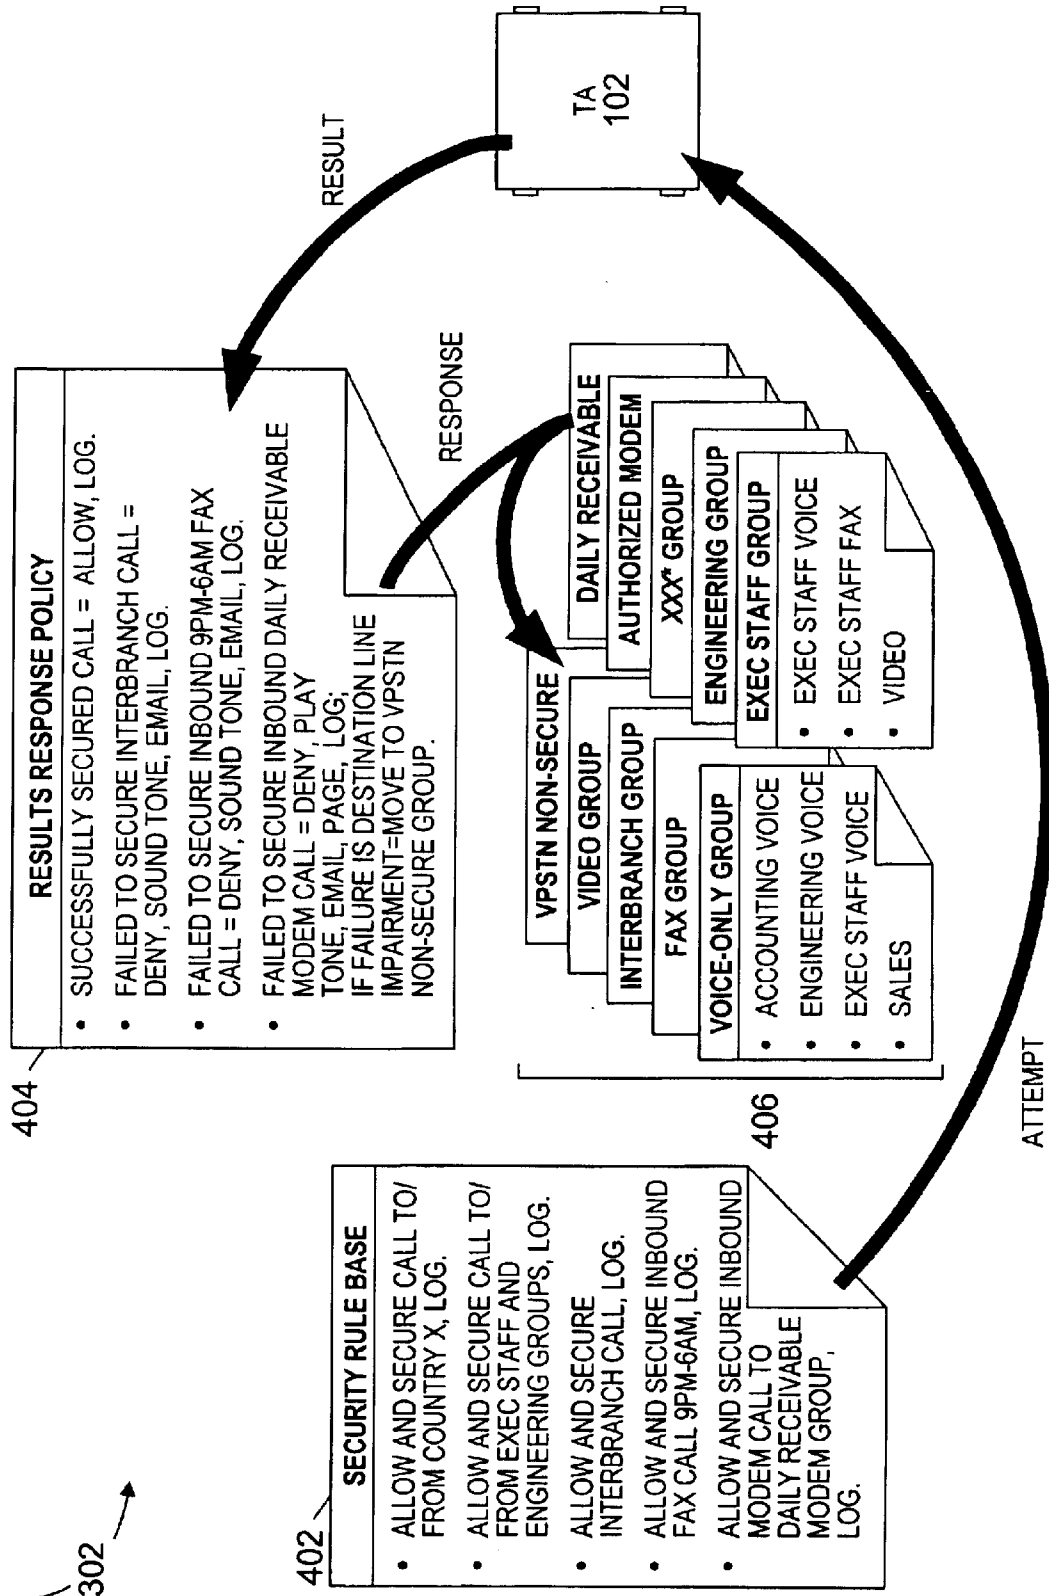 302
402
SECURITY RULE BASE
• ALLOW AND SECURE CALL TO/
FROM COUNTRY X, LOG.
• ALLOW AND SECURE CALL TO/
FROM EXEC STAFF AND
ENGINEERING GROUPS, LOG.
• ALLOW AND SECURE
INTERBRANCH CALL, LOG.
• ALLOW AND SECURE INBOUND
FAX CALL 9PM-6AM, LOG.
• ALLOW AND SECURE INBOUND
MODEM CALL TO
DAILY RECEIVABLE
MODEM GROUP,
LOG.
404
RESULTS RESPONSE POLICY
• SUCCESSFULLY SECURED CALL = ALLOW, LOG.
• FAILED TO SECURE INTERBRANCH CALL =
DENY, SOUND TONE, EMAIL, LOG.
• FAILED TO SECURE INBOUND 9PM-6AM FAX
CALL = DENY, SOUND TONE, EMAIL, LOG.
• FAILED TO SECURE INBOUND DAILY RECEIVABLE
MODEM CALL = DENY, PLAY
TONE, EMAIL, PAGE, LOG;
IF FAILURE IS DESTINATION LINE
IMPAIRMENT=MOVE TO VPSTN
NON-SECURE GROUP.
RESPONSE
RESULT
406
VPSTN NON-SECURE
VIDEO GROUP
INTERBRANCH GROUP
FAX GROUP
VOICE-ONLY GROUP
• ACCOUNTING VOICE
• ENGINEERING VOICE
• EXEC STAFF VOICE
• SALES
DAILY RECEIVABLE
AUTHORIZED MODEM
XXX* GROUP
ENGINEERING GROUP
EXEC STAFF GROUP
• EXEC STAFF VOICE
• EXEC STAFF FAX
• VIDEO
TA
102
ATTEMPT